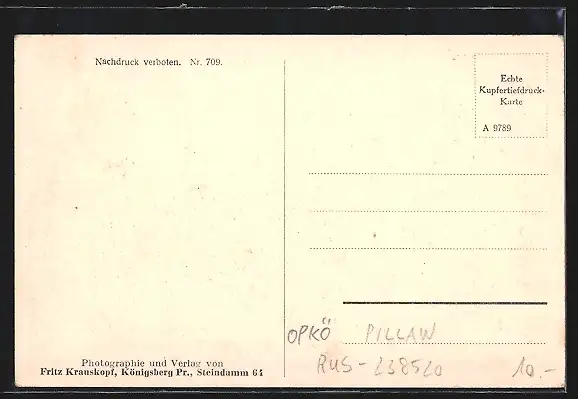 Nachdruck verboten. Nr. 709.
Echte
Kupfertiefdruck-
Karte
A 9789
OPKÖ PILLAW
RUS-238520 10.-
Photographie und Verlag von
Fritz Krauskopf, Königsberg Pr., Steindamm 64